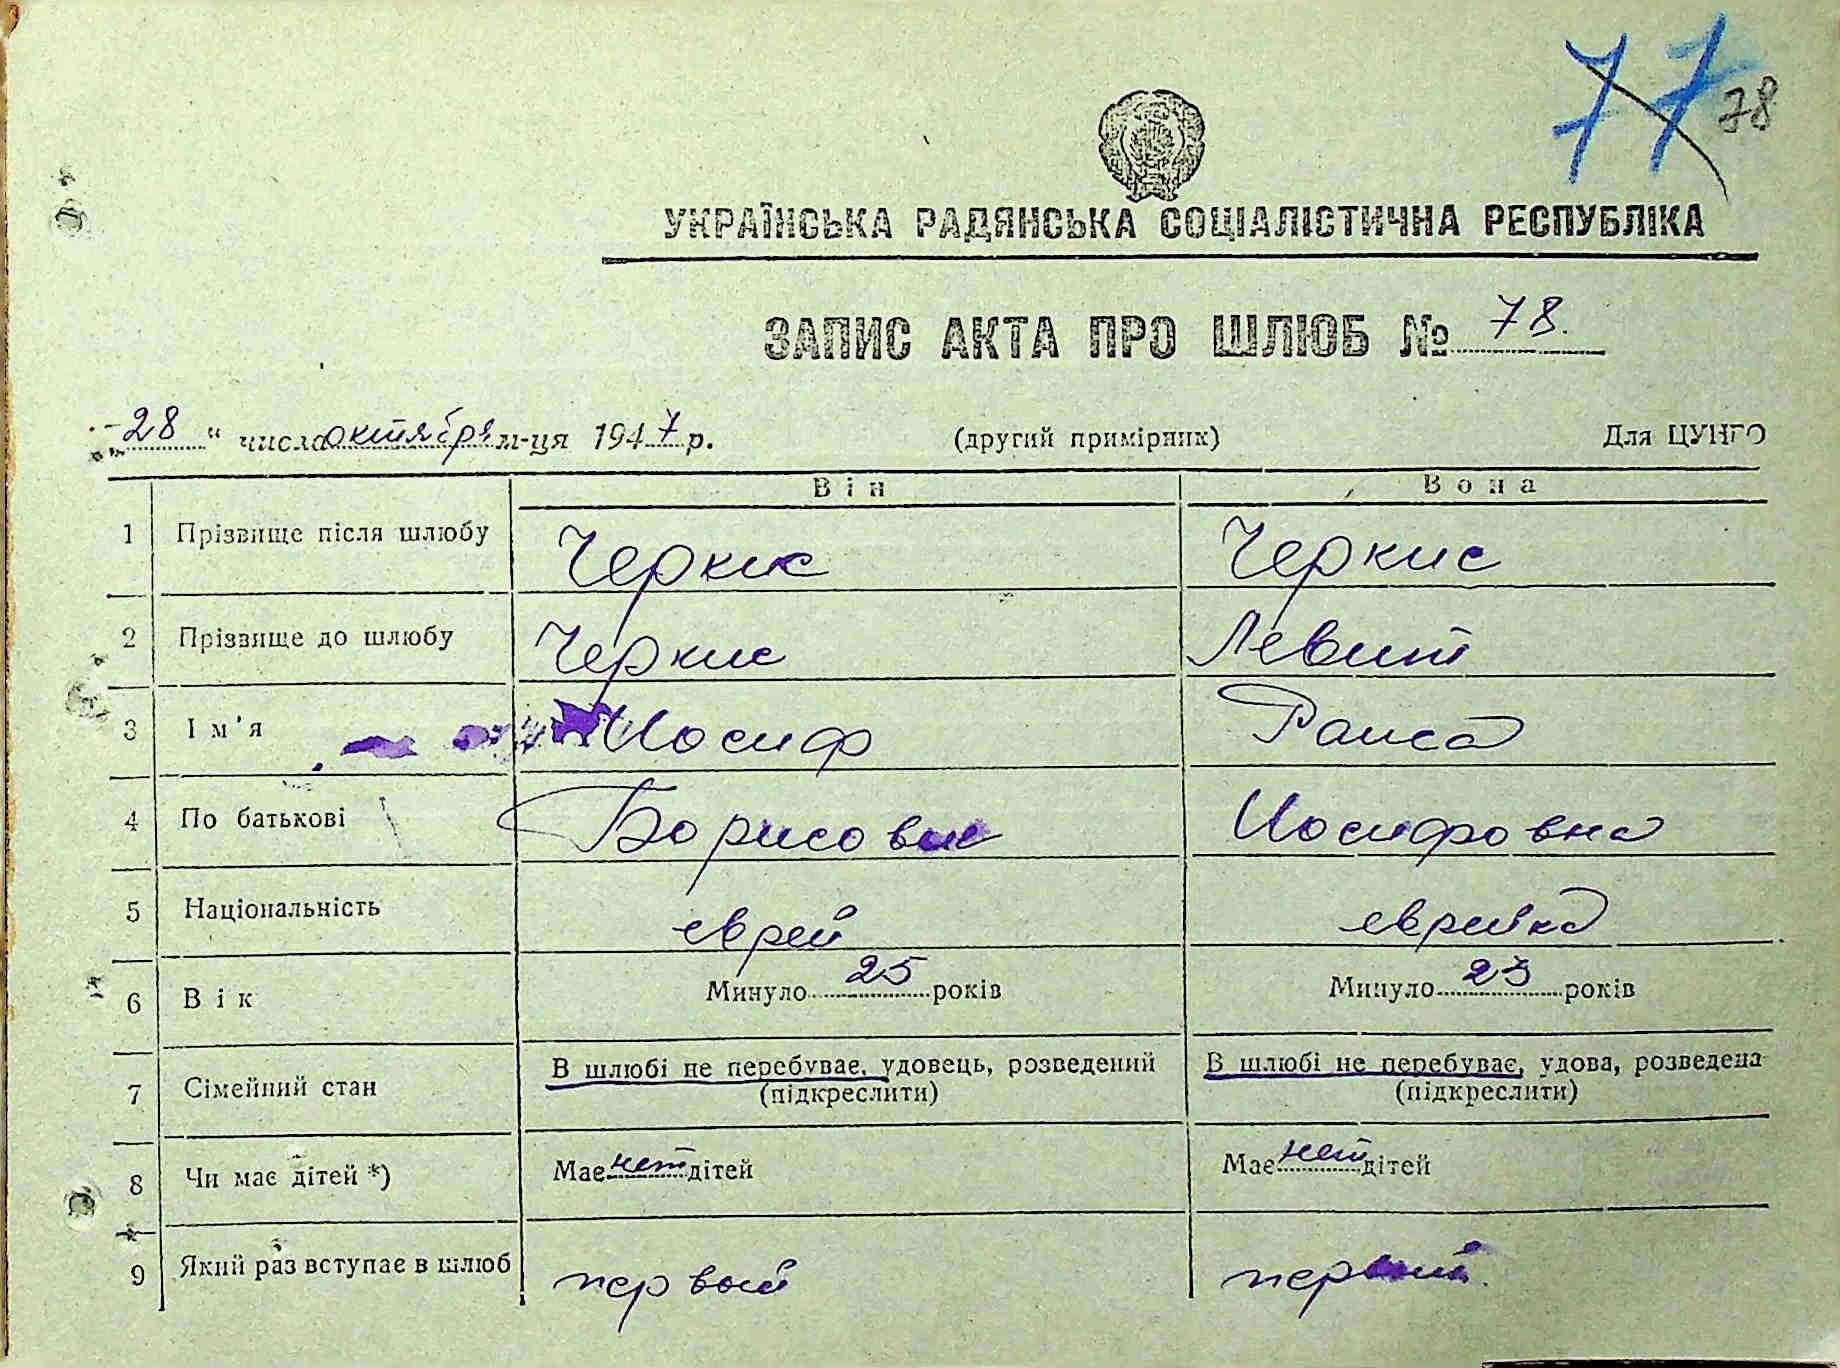 77 78
УКРАЇНСЬКА РАДЯНСЬКА СОЦІАЛІСТИЧНА РЕСПУБЛІКА
ЗАПИС АКТА ПРО ШЛЮБ № 78.
„28“ числа октября м-ця 1947 р. (другий примірник) Для ЦУНГО
Він Вона
1 Прізвище після шлюбу Черкис Черкис
2 Прізвище до шлюбу Черкис Левит
3 Ім'я Иосиф Раиса
4 По батькові Борисович Иосифовна
5 Національність еврей еврейка
6 Вік Минуло 25 років Минуло 23 років
7 Сімейний стан В шлюбі не перебуває, удовець, розведений В шлюбі не перебуває, удова, розведена
(підкреслити) (підкреслити)
8 Чи має дітей *) Має нет дітей Має нет дітей
9 Який раз вступає в шлюб первый первый.